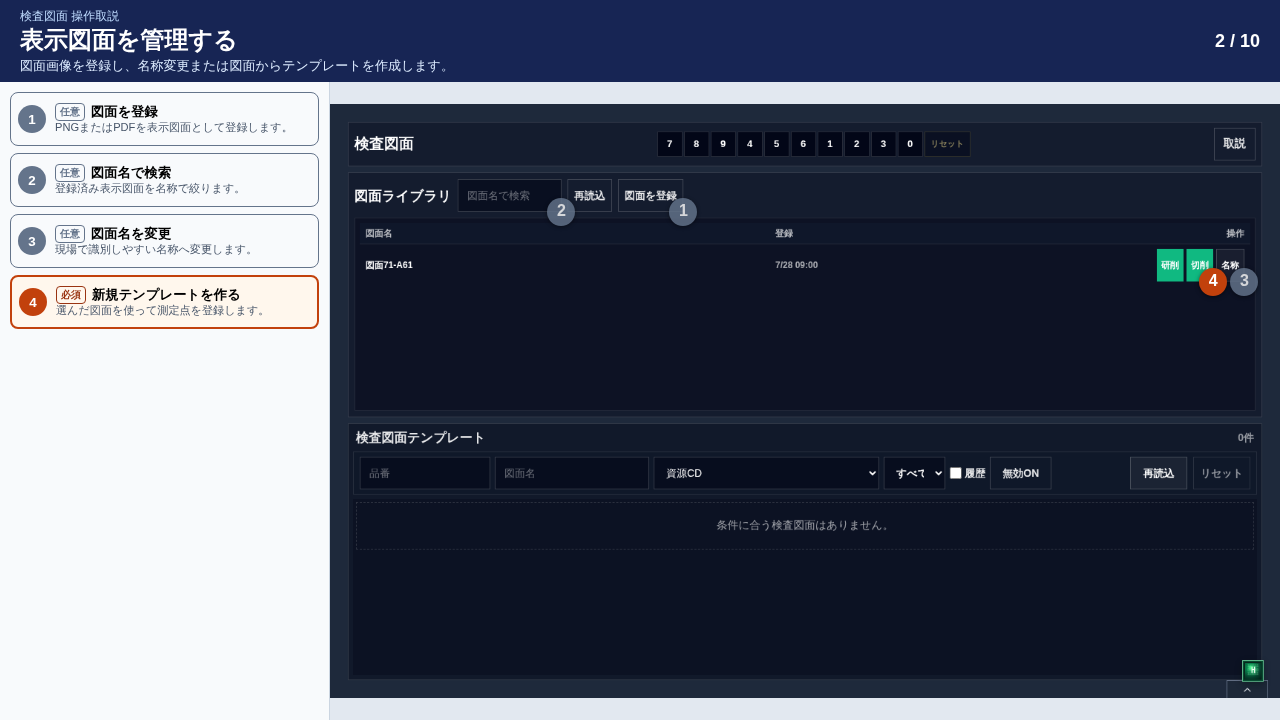 検査図面 操作取説
表示図面を管理する
図面画像を登録し、名称変更または図面からテンプレートを作成します。
2 / 10
1 任意 図面を登録
PNGまたはPDFを表示図面として登録します。
2 任意 図面名で検索
登録済み表示図面を名称で絞ります。
3 任意 図面名を変更
現場で識別しやすい名称へ変更します。
4 必須 新規テンプレートを作る
選んだ図面を使って測定点を登録します。
検査図面 7 8 9 4 5 6 1 2 3 0 リセット 取説
図面ライブラリ 図面名で検索 再読込 図面を登録
2 1
図面名 登録 操作
図面71-A61 7/28 09:00 研削 切削 名称
4 3
検査図面テンプレート 0件
品番 図面名 資源CD すべて 履歴 無効ON 再読込 リセット
条件に合う検査図面はありません。